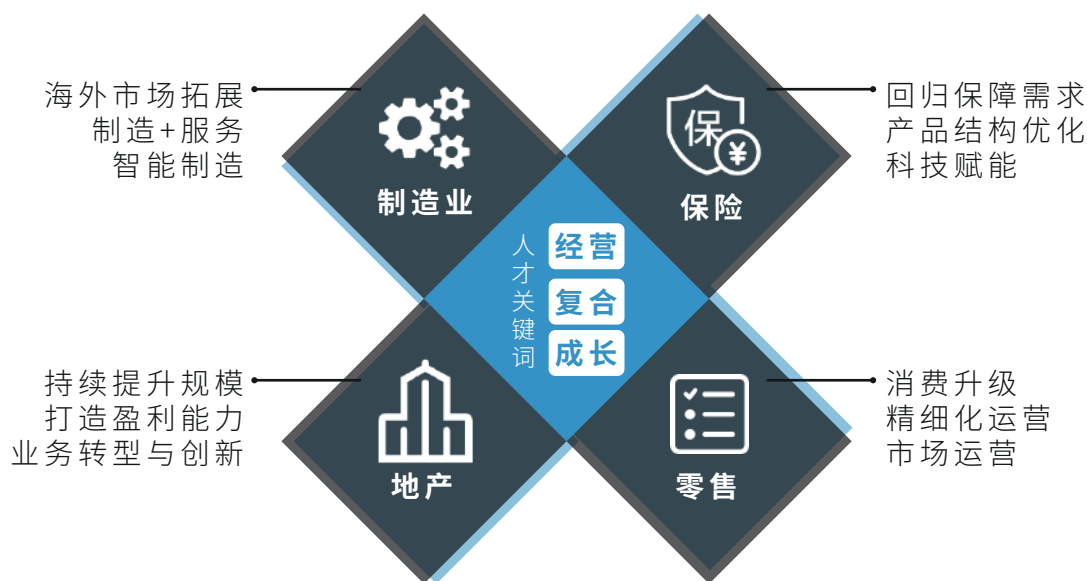 海外市场拓展
制造+服务
智能制造
制造业
回归保障需求
产品结构优化
科技赋能
保
¥
保险
人才关键词
经营
复合
成长
持续提升规模
打造盈利能力
业务转型与创新
地产
消费升级
精细化运营
市场运营
零售